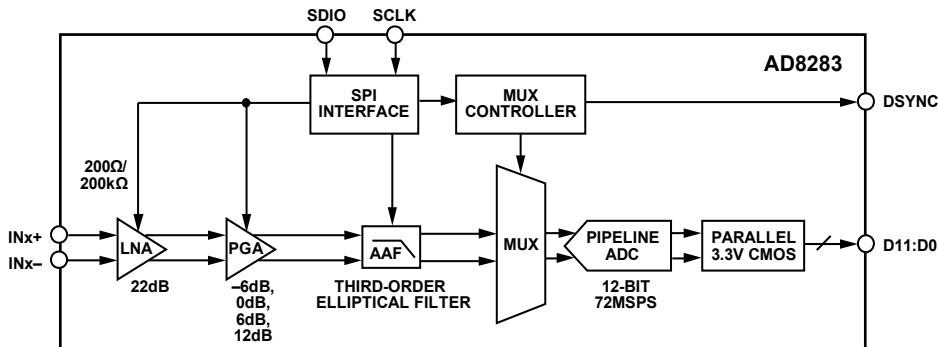 SDIO
SCLK
AD8283
SPI
INTERFACE
MUX
CONTROLLER
DSYNC
200Ω/
200kΩ
INx+
INx–
LNA
PGA
AAF
MUX
PIPELINE
ADC
PARALLEL
3.3V CMOS
D11:D0
22dB
–6dB,
0dB,
6dB,
12dB
THIRD-ORDER
ELLIPTICAL FILTER
12-BIT
72MSPS